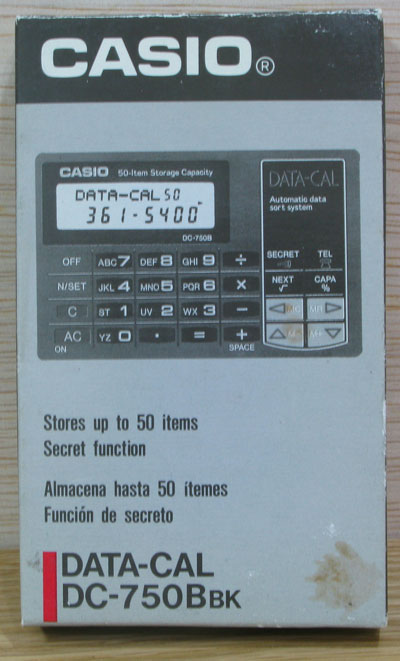 CASIO®
CASIO 50-Item Storage Capacity
DATA-CAL 50
361-5400
DC-750B
DATA-CAL
Automatic data
sort system
SECRET TEL
OFF ABC 7 DEF 8 GHI 9 ÷
NEXT CAPA
√ %
N/SET JKL 4 MNO 5 PQR 6 ×
C ST 1 UV 2 WX 3 −
MR
AC YZ 0 · = +
M+
ON SPACE
Stores up to 50 items
Secret function
Almacena hasta 50 itemes
Función de secreto
DATA-CAL
DC-750BBK